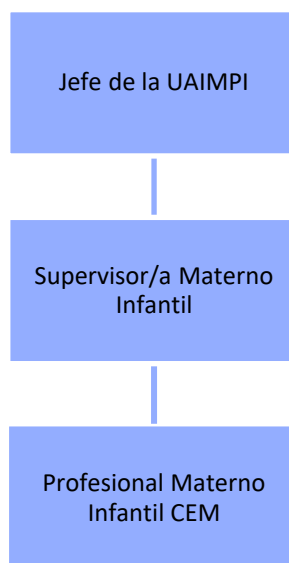 Jefe de la UAIMPI
Supervisor/a Materno
Infantil
Profesional Materno
Infantil CEM